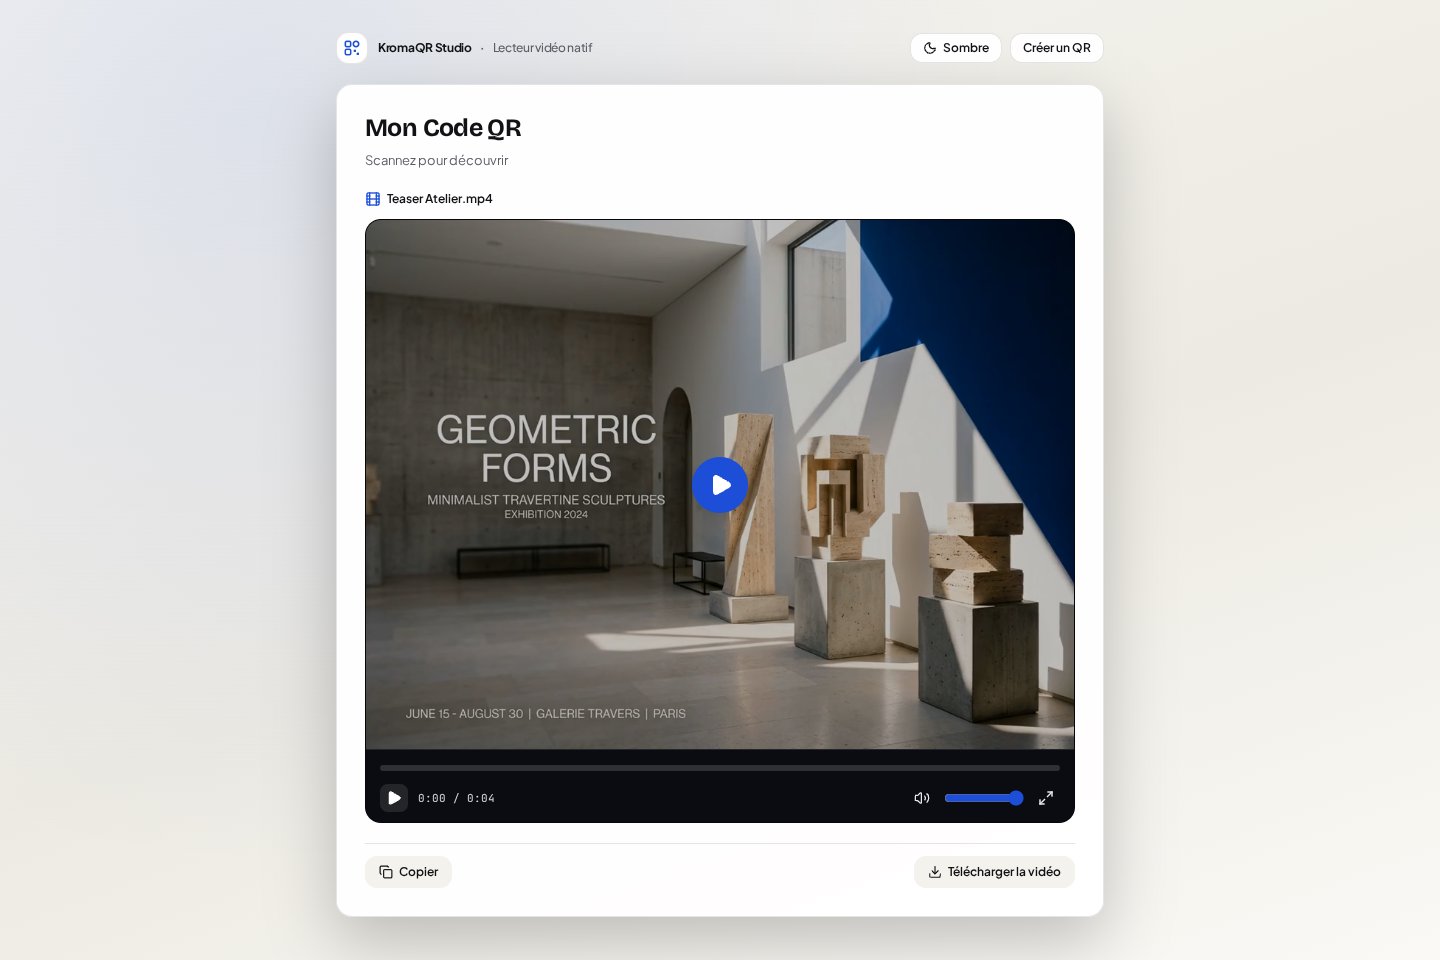 KromaQR Studio · Lecteur vidéo natif
Sombre
Créer un QR
Mon Code QR
Scannez pour découvrir
Teaser Atelier.mp4
GEOMETRIC
FORMS
MINIMALIST TRAVERTINE SCULPTURES
EXHIBITION 2024
JUNE 15 - AUGUST 30 | GALERIE TRAVERS | PARIS
0:00 / 0:04
Copier
Télécharger la vidéo